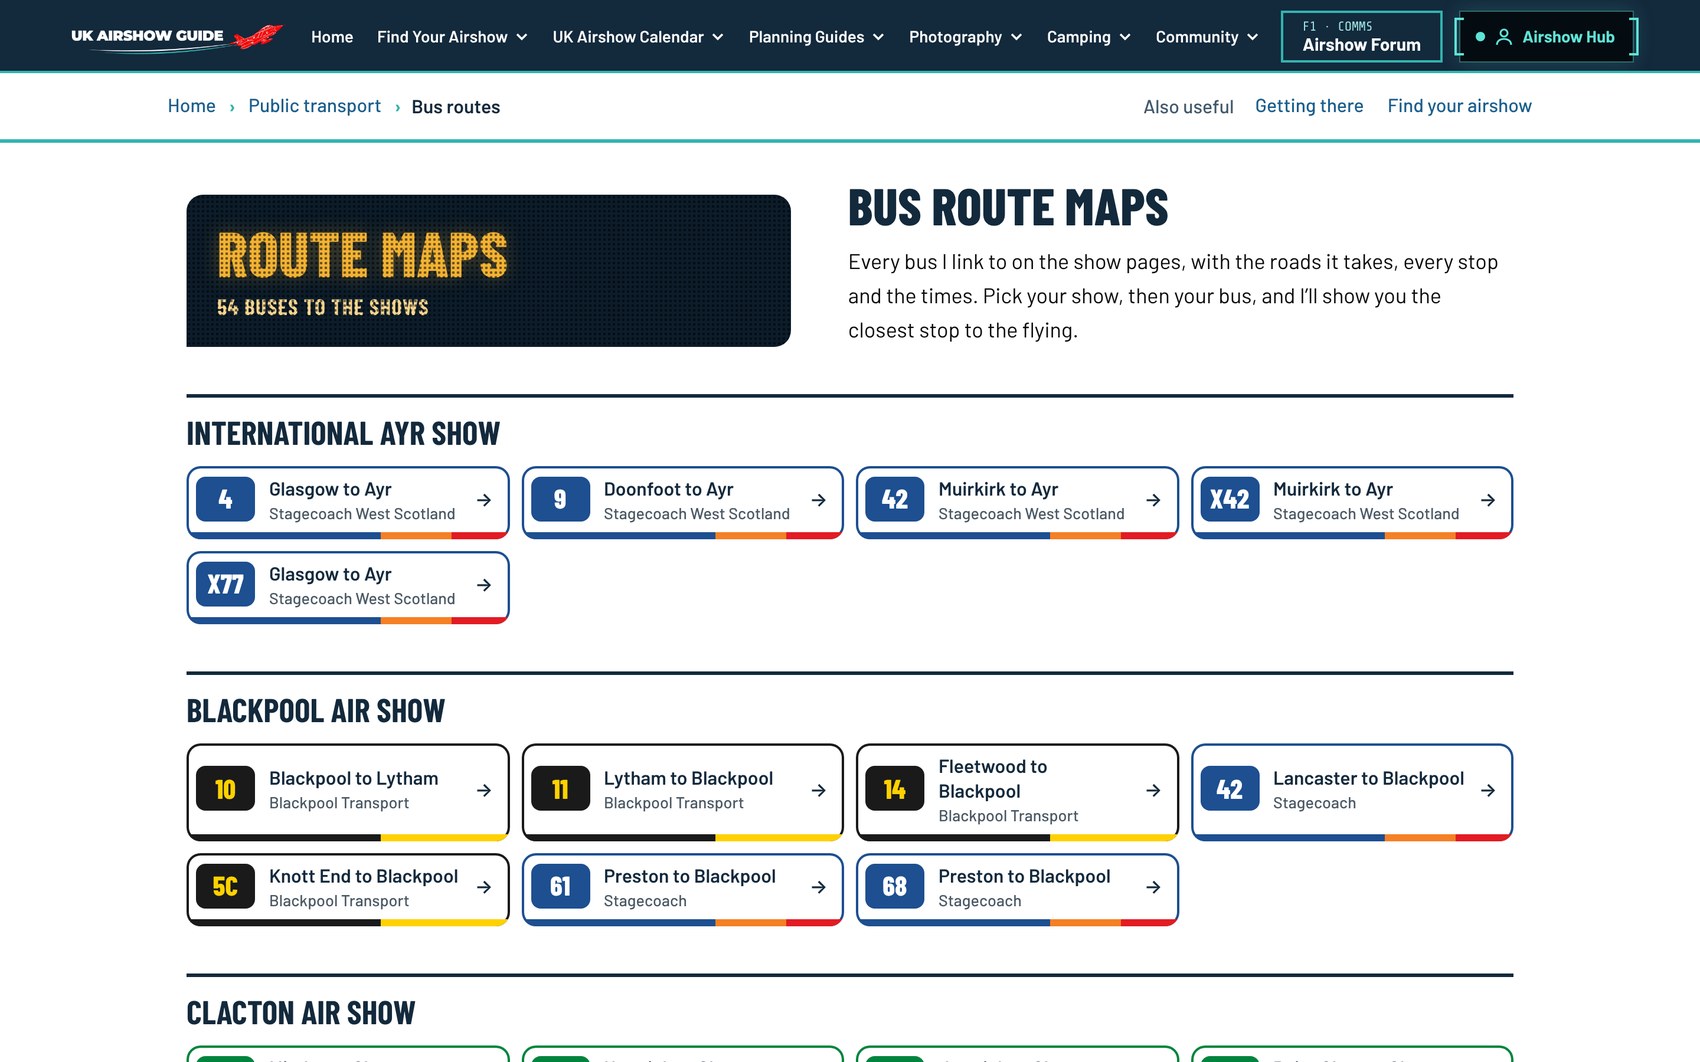 UK AIRSHOW GUIDE
Home
Find Your Airshow
UK Airshow Calendar
Planning Guides
Photography
Camping
Community
F1 · COMMS
Airshow Forum
Airshow Hub
Home › Public transport › Bus routes
Also useful
Getting there
Find your airshow
ROUTE MAPS
54 BUSES TO THE SHOWS
BUS ROUTE MAPS
Every bus I link to on the show pages, with the roads it takes, every stop
and the times. Pick your show, then your bus, and I'll show you the
closest stop to the flying.
INTERNATIONAL AYR SHOW
4
Glasgow to Ayr
Stagecoach West Scotland
9
Doonfoot to Ayr
Stagecoach West Scotland
42
Muirkirk to Ayr
Stagecoach West Scotland
X42
Muirkirk to Ayr
Stagecoach West Scotland
X77
Glasgow to Ayr
Stagecoach West Scotland
BLACKPOOL AIR SHOW
10
Blackpool to Lytham
Blackpool Transport
11
Lytham to Blackpool
Blackpool Transport
14
Fleetwood to
Blackpool
Blackpool Transport
42
Lancaster to Blackpool
Stagecoach
5C
Knott End to Blackpool
Blackpool Transport
61
Preston to Blackpool
Stagecoach
68
Preston to Blackpool
Stagecoach
CLACTON AIR SHOW